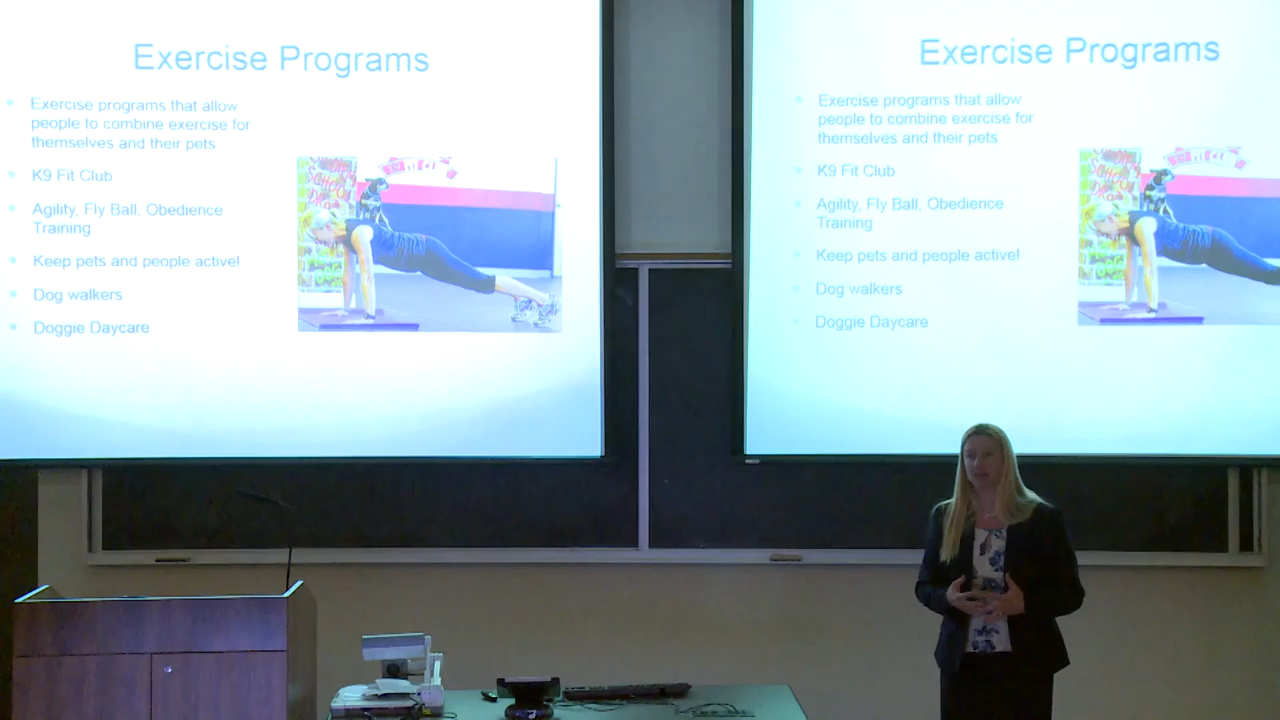 Exercise Programs
Exercise programs that allow
people to combine exercise for
themselves and their pets
K9 Fit Club
Agility, Fly Ball, Obedience
Training
Keep pets and people active!
Dog walkers
Doggie Daycare
Exercise Programs
Exercise programs that allow
people to combine exercise for
themselves and their pets
K9 Fit Club
Agility, Fly Ball, Obedience
Training
Keep pets and people active!
Dog walkers
Doggie Daycare